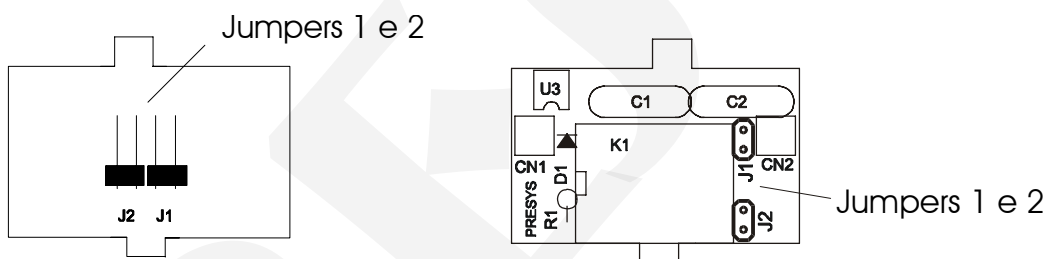 Jumpers 1 e 2
J2 J1
U3
C1
C2
K1
CN1
CN2
D1
J1
PRESYS
R1
J2
Jumpers 1 e 2